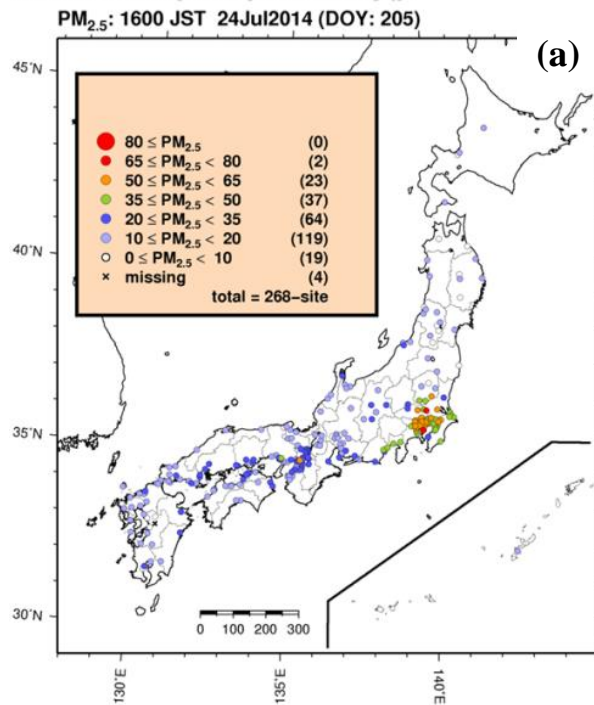 PM2.5: 1600 JST 24Jul2014 (DOY: 205)
(a)
45°N
80 ≤ PM2.5 (0)
65 ≤ PM2.5 < 80 (2)
50 ≤ PM2.5 < 65 (23)
35 ≤ PM2.5 < 50 (37)
20 ≤ PM2.5 < 35 (64)
10 ≤ PM2.5 < 20 (119)
0 ≤ PM2.5 < 10 (19)
× missing (4)
total = 268-site
40°N
35°N
30°N
0 50 100 150 200 250 300
130°E
135°E
140°E